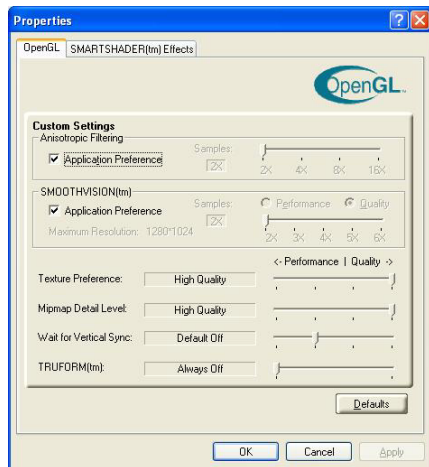 Properties
OpenGL SMARTSHADER(tm) Effects
OpenGL
Custom Settings
Anisotropic Filtering
Application Preference
Samples:
2X
2X 4X 8X 16X
SMOOTHVISION(tm)
Application Preference
Samples:
2X
Performance Quality
Maximum Resolution: 1280*1024
2X 3X 4X 5X 6X
<- Performance | Quality ->
Texture Preference: High Quality
Mipmap Detail Level: High Quality
Wait for Vertical Sync: Default Off
TRUFORM(tm): Always Off
Defaults
OK Cancel Apply